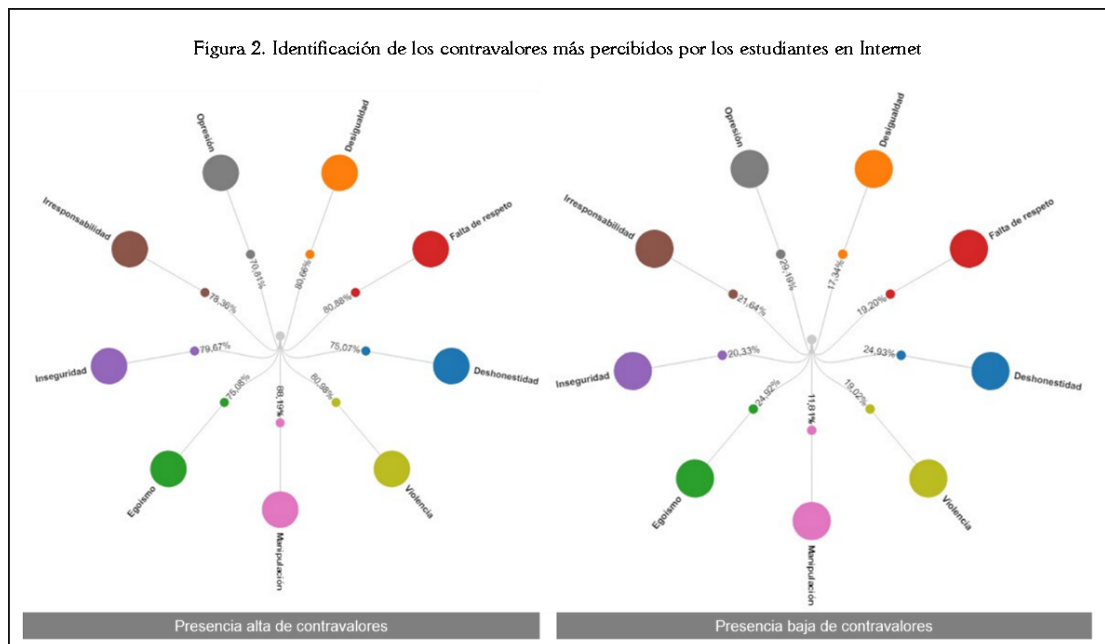 Figura 2. Identificación de los contravalores más percibidos por los estudiantes en Internet
Opresión
70,81%
Desigualdad
80,66%
Falta de respeto
80,88%
Irresponsabilidad
78,36%
Inseguridad
79,67%
Deshonestidad
75,07%
Egoísmo
75,08%
Manipulación
88,19%
Violencia
80,98%
Presencia alta de contravalores
Opresión
29,19%
Desigualdad
17,34%
Falta de respeto
19,20%
Irresponsabilidad
21,64%
Inseguridad
20,33%
Deshonestidad
24,93%
Egoísmo
24,92%
Manipulación
11,81%
Violencia
19,02%
Presencia baja de contravalores